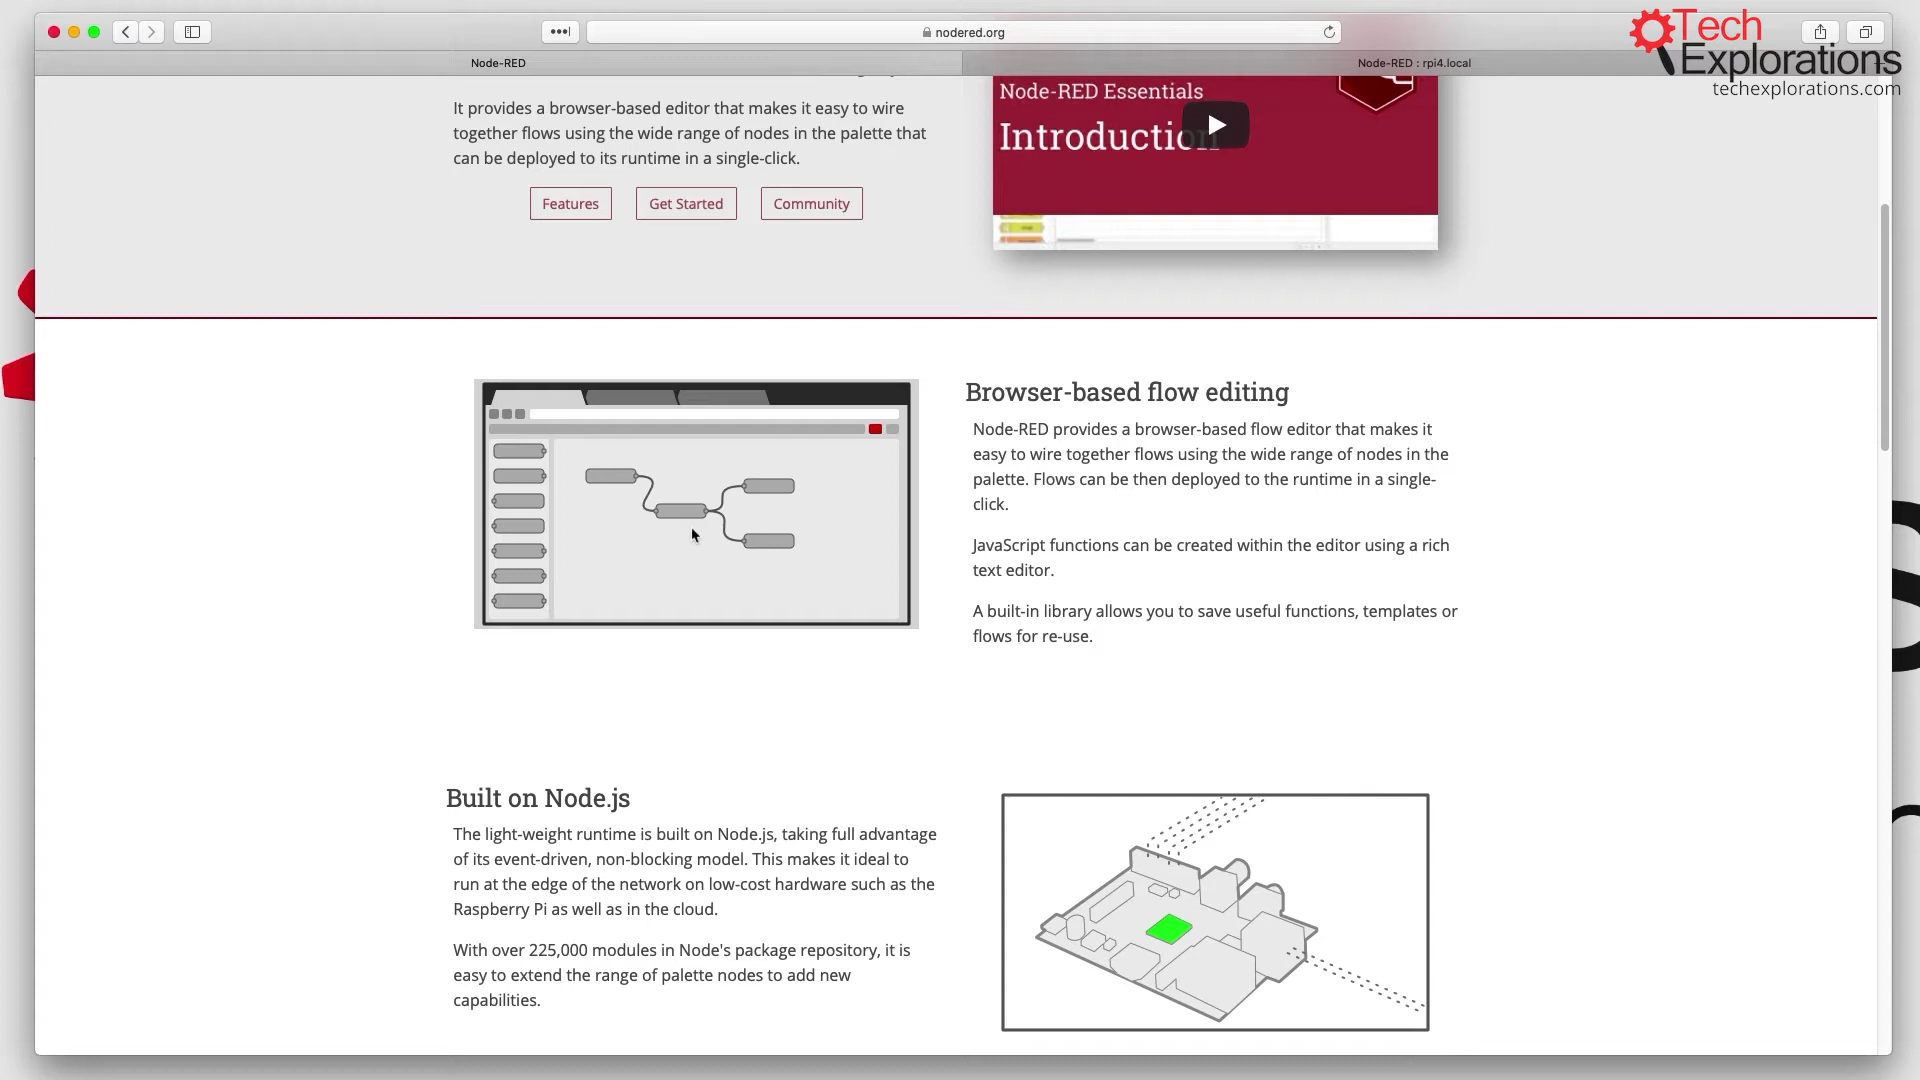 nodered.org
Tech
Explorations
techexplorations.com
Node-RED
Node-RED : rpi4.local
It provides a browser-based editor that makes it easy to wire
together flows using the wide range of nodes in the palette that
can be deployed to its runtime in a single-click.
Features
Get Started
Community
Node-RED Essentials
Introduction
Browser-based flow editing
Node-RED provides a browser-based flow editor that makes it
easy to wire together flows using the wide range of nodes in the
palette. Flows can be then deployed to the runtime in a single-
click.
JavaScript functions can be created within the editor using a rich
text editor.
A built-in library allows you to save useful functions, templates or
flows for re-use.
Built on Node.js
The light-weight runtime is built on Node.js, taking full advantage
of its event-driven, non-blocking model. This makes it ideal to
run at the edge of the network on low-cost hardware such as the
Raspberry Pi as well as in the cloud.
With over 225,000 modules in Node's package repository, it is
easy to extend the range of palette nodes to add new
capabilities.